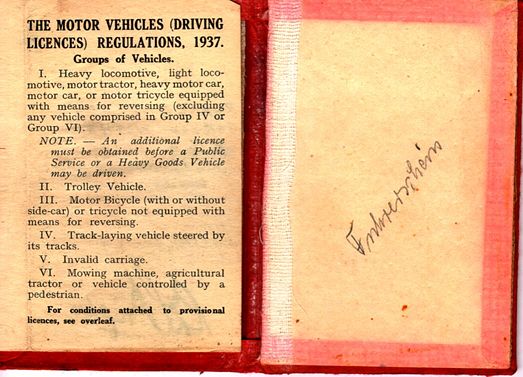 THE MOTOR VEHICLES (DRIVING
LICENCES) REGULATIONS, 1937.
Groups of Vehicles.
I. Heavy locomotive, light loco-
motive, motor tractor, heavy motor car,
motor car, or motor tricycle equipped
with means for reversing (excluding
any vehicle comprised in Group IV or
Group VI).
NOTE. — An additional licence
must be obtained before a Public
Service or a Heavy Goods Vehicle
may be driven.
II. Trolley Vehicle.
III. Motor Bicycle (with or without
side-car) or tricycle not equipped with
means for reversing.
IV. Track-laying vehicle steered by
its tracks.
V. Invalid carriage.
VI. Mowing machine, agricultural
tractor or vehicle controlled by a
pedestrian.
For conditions attached to provisional
licences, see overleaf.
Fuhrerschein